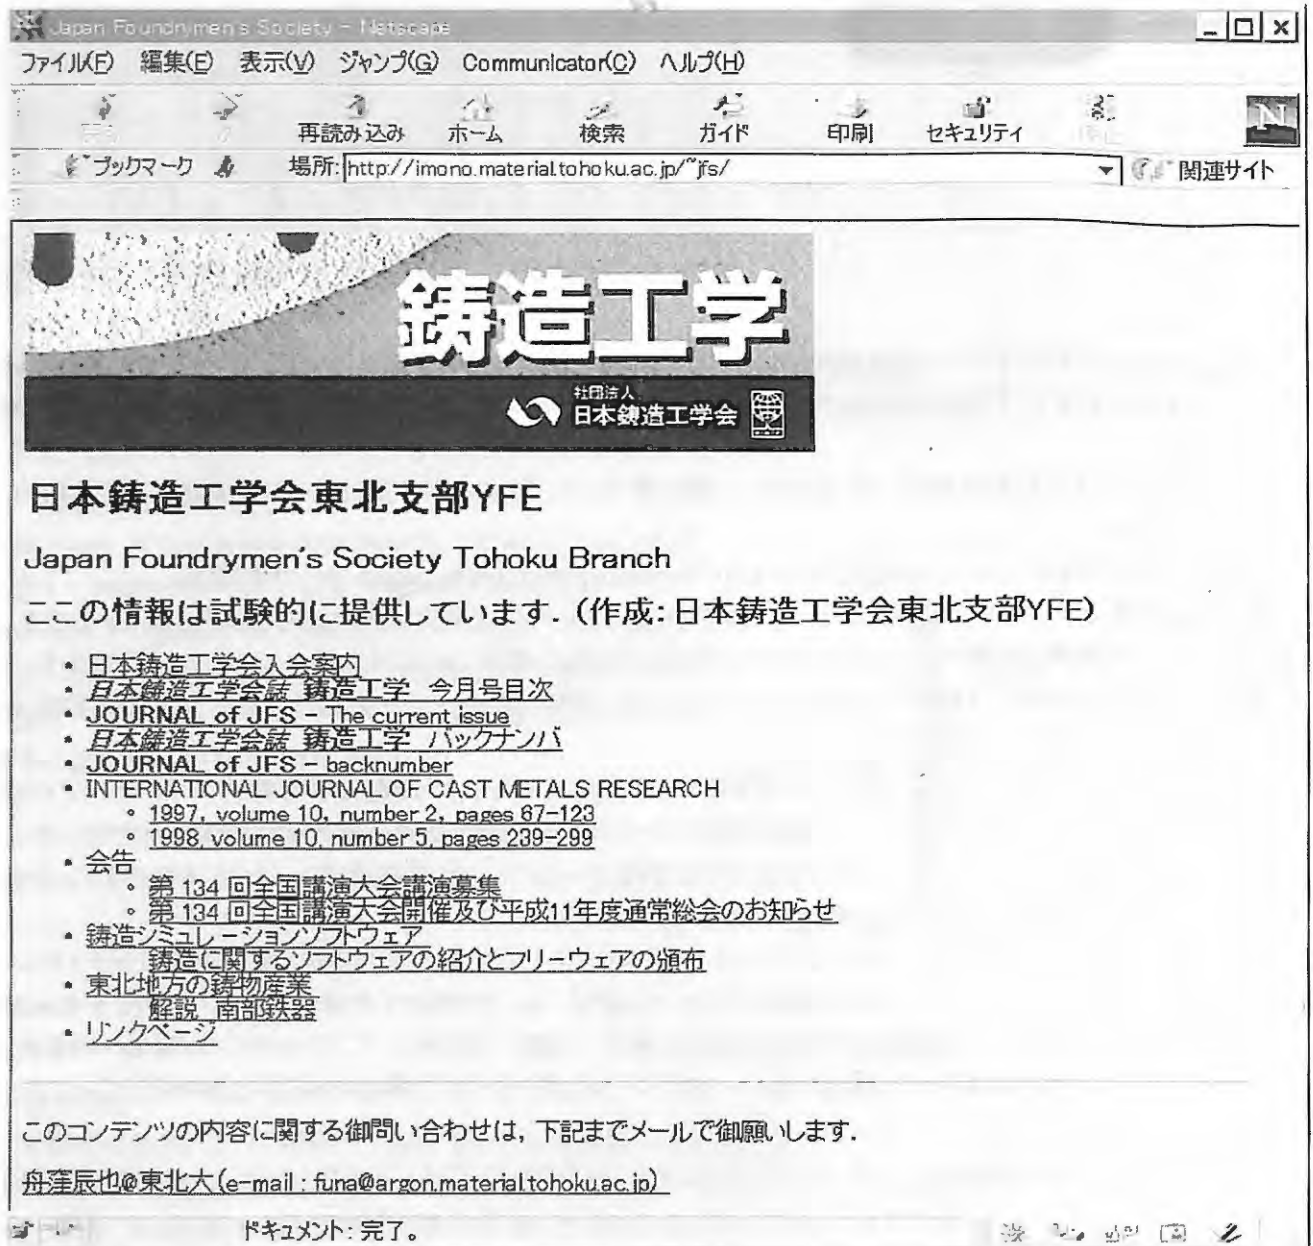 Japan Foundrymen's Society - Netscape
ファイル(F) 編集(E) 表示(V) ジャンプ(G) Communicator(C) ヘルプ(H)
再読み込み ホーム 検索 ガイド 印刷 セキュリティ
N
ブックマーク 場所: http://imono.material.tohoku.ac.jp/~jfs/ 関連サイト
鋳造工学
社団法人
日本鋳造工学会
日本鋳造工学会東北支部YFE
Japan Foundrymen's Society Tohoku Branch
ここの情報は試験的に提供しています. (作成: 日本鋳造工学会東北支部YFE)
• 日本鋳造工学会入会案内
• 日本鋳造工学会誌 鋳造工学 今月号目次
• JOURNAL of JFS - The current issue
• 日本鋳造工学会誌 鋳造工学 バックナンバ
• JOURNAL of JFS - backnumber
• INTERNATIONAL JOURNAL OF CAST METALS RESEARCH
◦ 1997, volume 10, number 2, pages 67-123
◦ 1998, volume 10, number 5, pages 239-299
• 会告
◦ 第 134 回全国講演大会講演募集
◦ 第 134 回全国講演大会開催及び平成11年度通常総会のお知らせ
• 鋳造シミュレーションソフトウェア
鋳造に関するソフトウェアの紹介とフリーウェアの頒布
• 東北地方の鋳物産業
解説 南部鉄器
• リンクページ
このコンテンツの内容に関する御問い合わせは, 下記までメールで御願いします.
舟窪辰也@東北大(e-mail : funa@argon.material.tohoku.ac.jp)
ドキュメント: 完了。